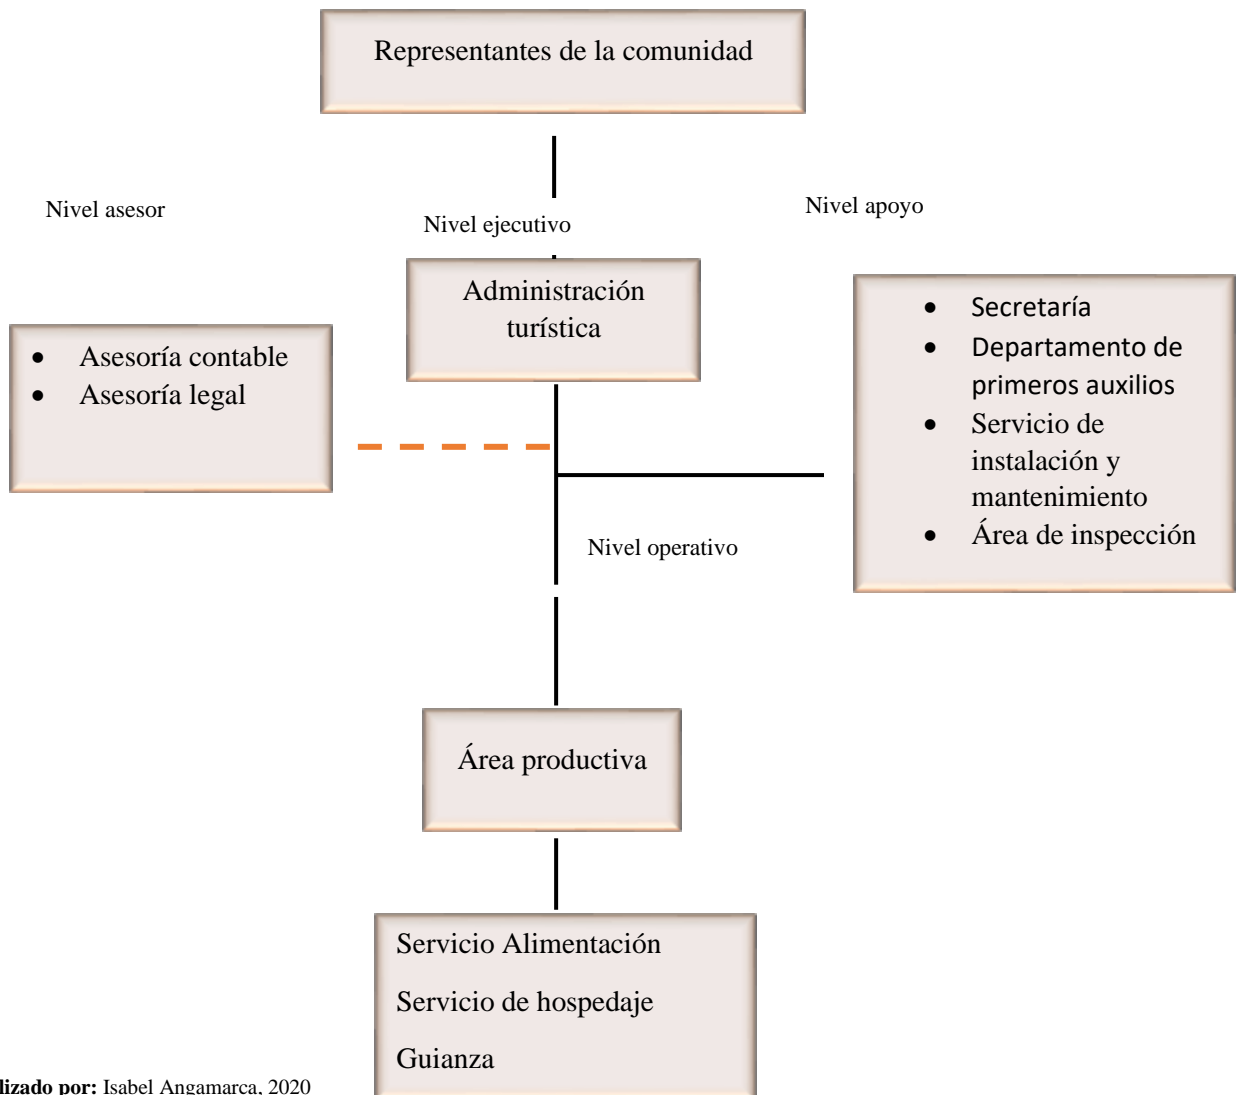 Representantes de la comunidad
Nivel asesor
Nivel ejecutivo
Nivel apoyo
Administración
turística
• Asesoría contable
• Asesoría legal
• Secretaría
• Departamento de
primeros auxilios
• Servicio de
instalación y
mantenimiento
• Área de inspección
Nivel operativo
Área productiva
Servicio Alimentación
Servicio de hospedaje
Guianza
lizado por: Isabel Angamarca, 2020